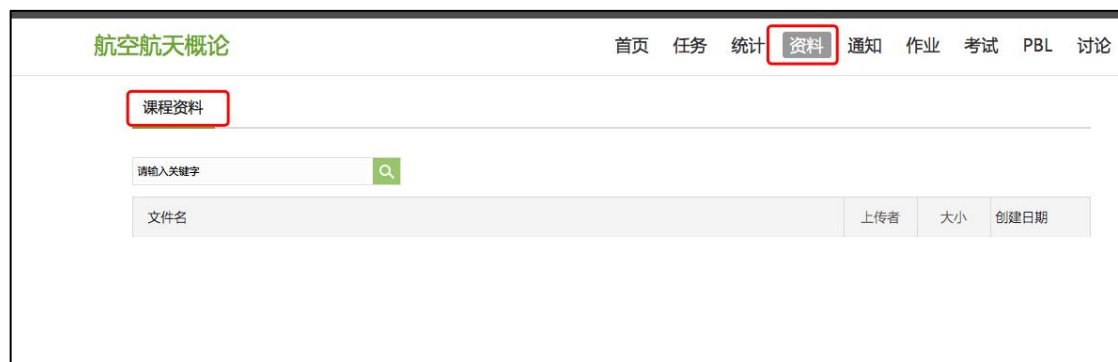 航空航天概论 首页 任务 统计 资料 通知 作业 考试 PBL 讨论
课程资料
请输入关键字
文件名 上传者 大小 创建日期